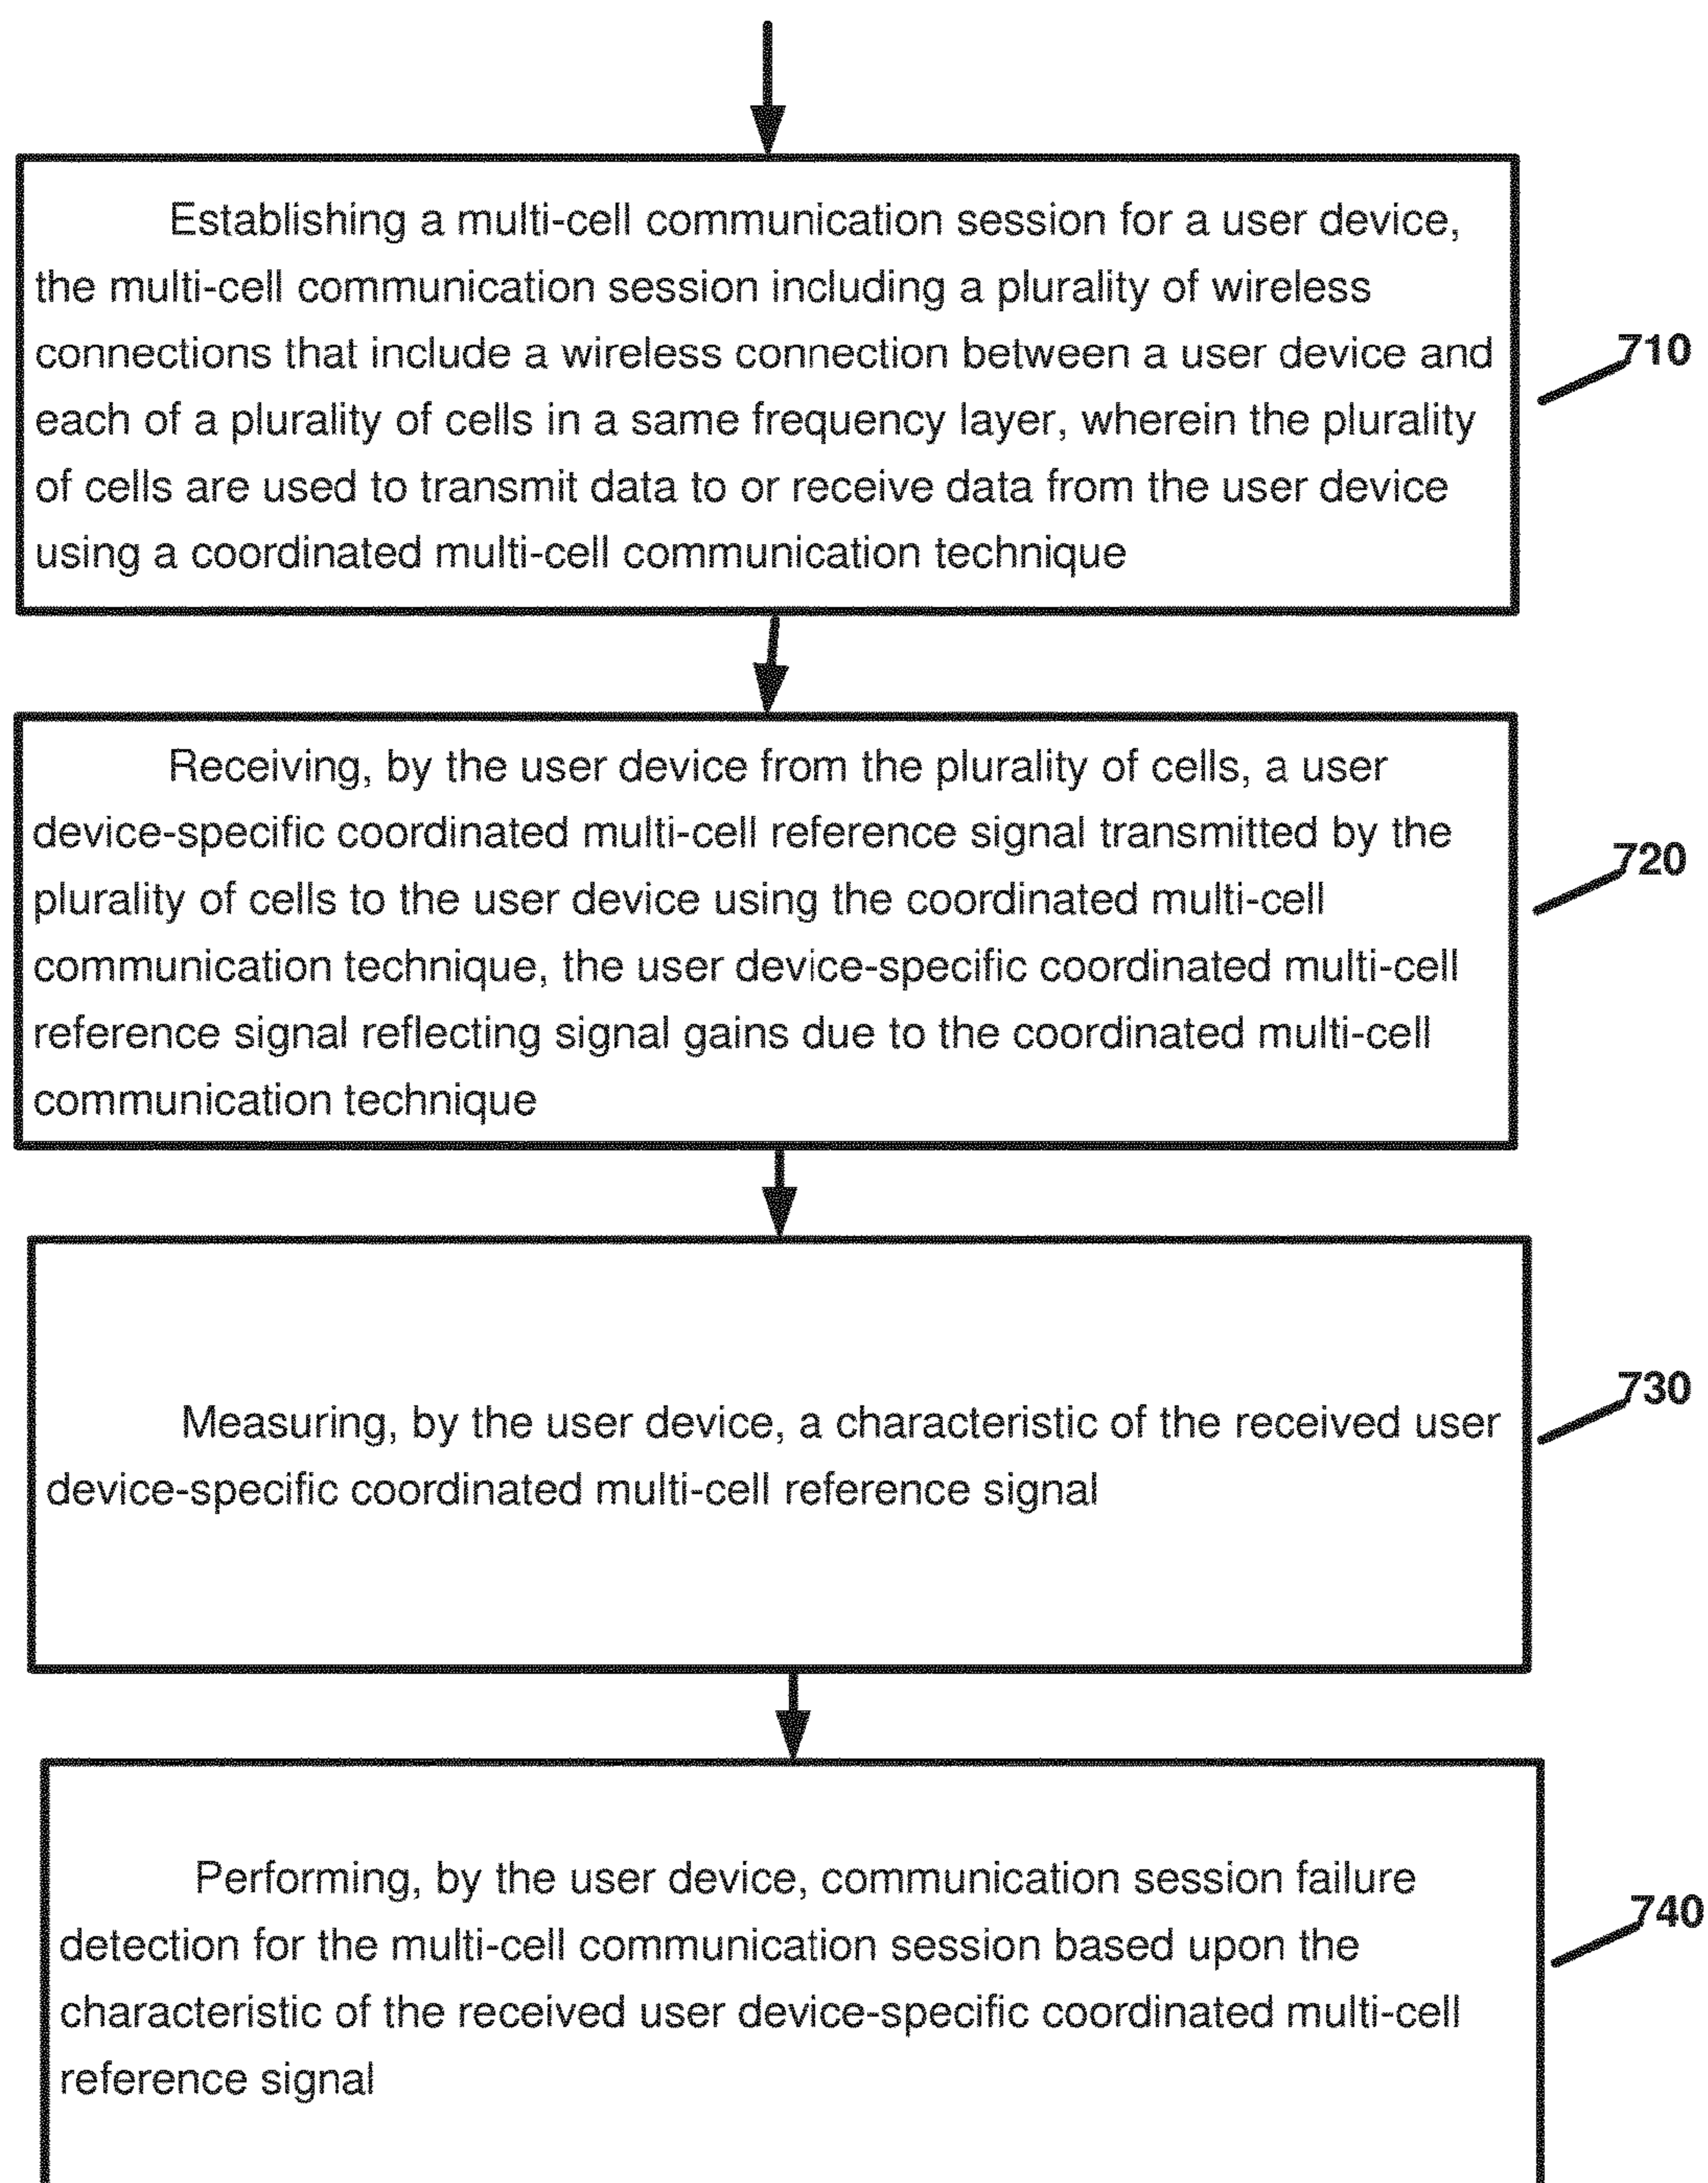 Establishing a multi-cell communication session for a user device,
the multi-cell communication session including a plurality of wireless
connections that include a wireless connection between a user device and
each of a plurality of cells in a same frequency layer, wherein the plurality
of cells are used to transmit data to or receive data from the user device
using a coordinated multi-cell communication technique
710
Receiving, by the user device from the plurality of cells, a user
device-specific coordinated multi-cell reference signal transmitted by the
plurality of cells to the user device using the coordinated multi-cell
communication technique, the user device-specific coordinated multi-cell
reference signal reflecting signal gains due to the coordinated multi-cell
communication technique
720
Measuring, by the user device, a characteristic of the received user
device-specific coordinated multi-cell reference signal
730
Performing, by the user device, communication session failure
detection for the multi-cell communication session based upon the
characteristic of the received user device-specific coordinated multi-cell
reference signal
740